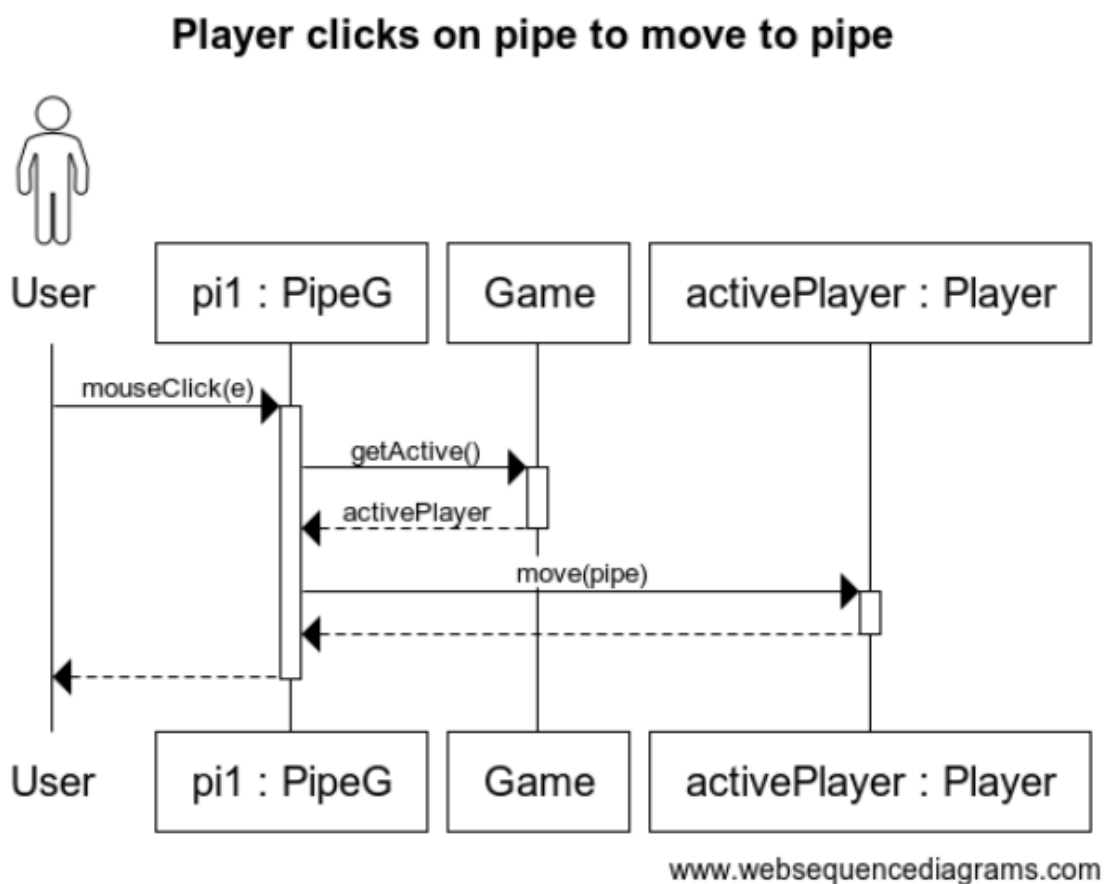 Player clicks on pipe to move to pipe
User
pi1 : PipeG
Game
activePlayer : Player
mouseClick(e)
getActive()
activePlayer
move(pipe)
User
pi1 : PipeG
Game
activePlayer : Player
www.websequencediagrams.com